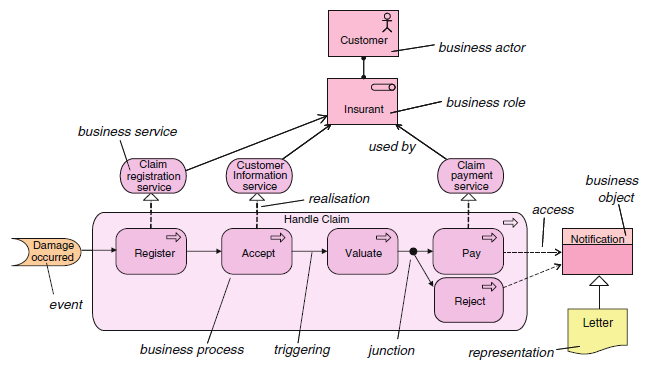 Customer
business actor
Insurant
business role
business service
used by
Claim
registration
service
Customer
Information
service
Claim
payment
service
business
object
realisation
access
Handle Claim
Notification
Damage
occurred
Register
Accept
Valuate
Pay
Reject
event
Letter
business process
triggering
junction
representation